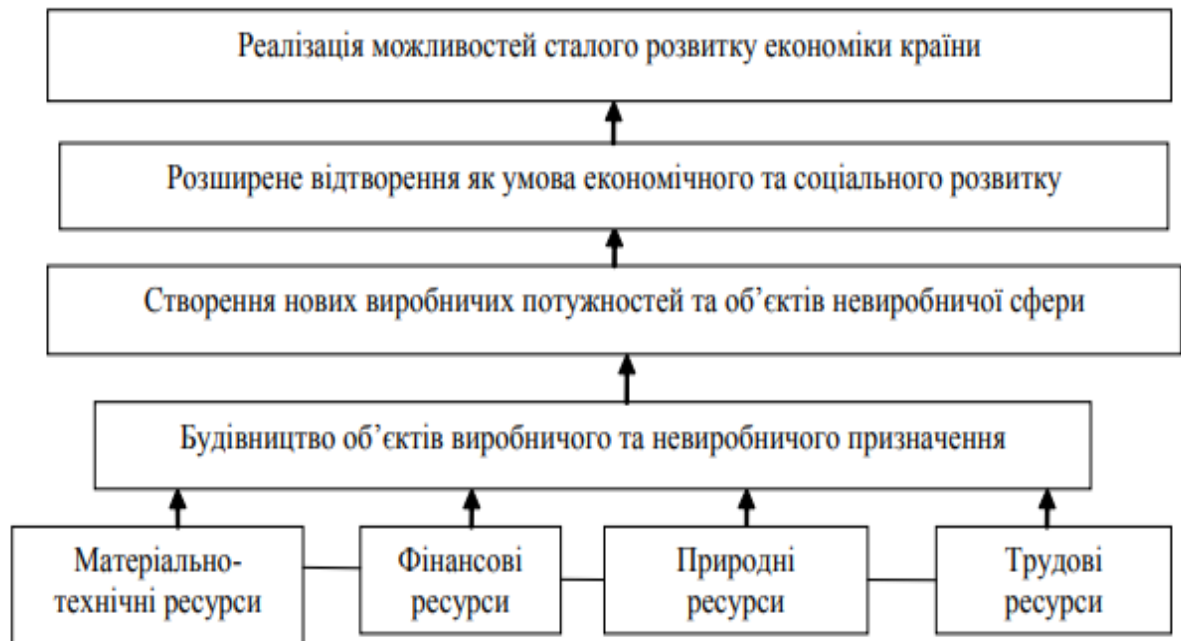 Реалізація можливостей сталого розвитку економіки країни
Розширене відтворення як умова економічного та соціального розвитку
Створення нових виробничих потужностей та об’єктів невиробничої сфери
Будівництво об’єктів виробничого та невиробничого призначення
Матеріально-
технічні ресурси
Фінансові
ресурси
Природні
ресурси
Трудові
ресурси